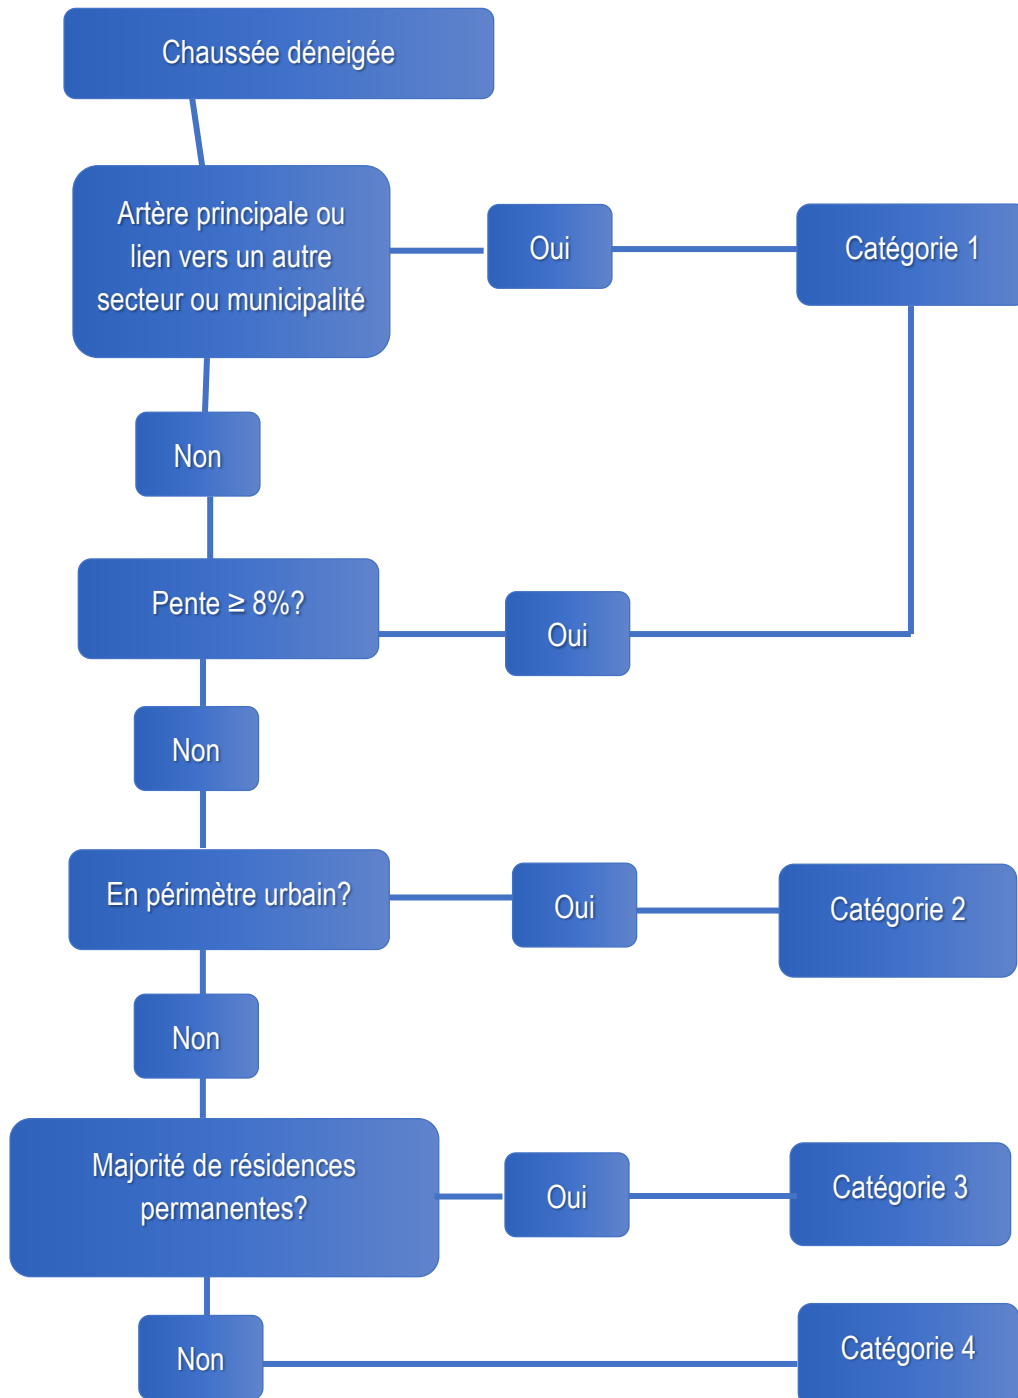 Chaussée déneigée
Artère principale ou
lien vers un autre
secteur ou municipalité
Oui
Catégorie 1
Non
Pente ≥ 8%?
Oui
Non
En périmètre urbain?
Oui
Catégorie 2
Non
Majorité de résidences
permanentes?
Oui
Catégorie 3
Non
Catégorie 4